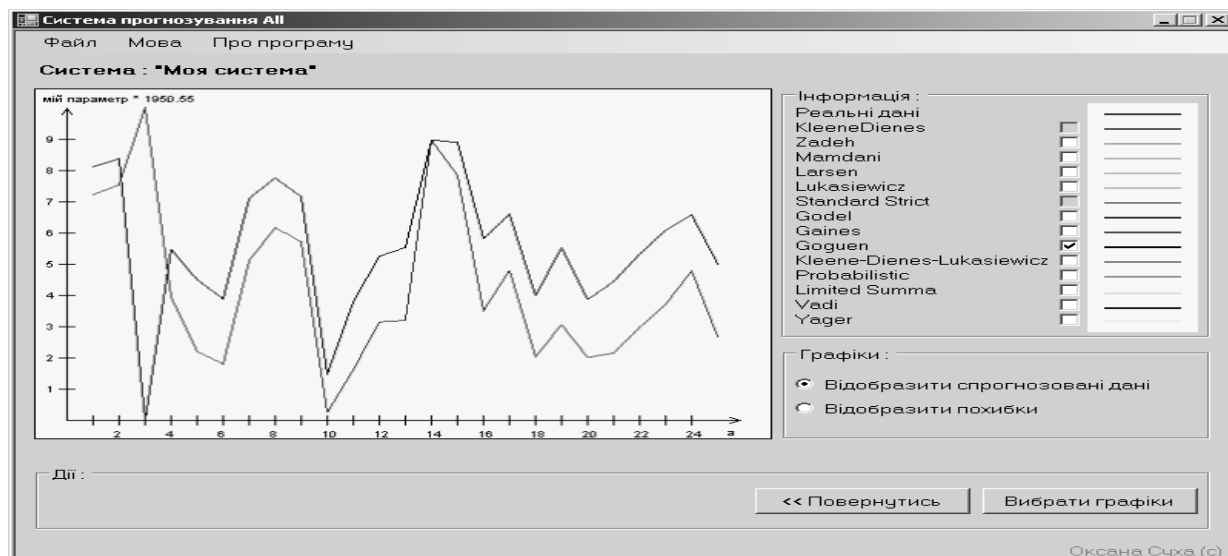 Система прогнозування All
Файл Мова Про програму
Система : "Моя система"
мій параметр * 1950.55
9
8
7
6
5
4
3
2
1
2 4 6 8 10 12 14 16 18 20 22 24 a
Інформація :
Реальні дані
KleeneDienes
Zadeh
Mamdani
Larsen
Lukasiewicz
Standard Strict
Godel
Gaines
Goguen
Kleene-Dienes-Lukasiewicz
Probabilistic
Limited Summa
Vadi
Yager
Графіки :
Відобразити спрогнозовані дані
Відобразити похибки
Дії :
<< Повернутись Вибрати графіки
Оксана Суха (c)